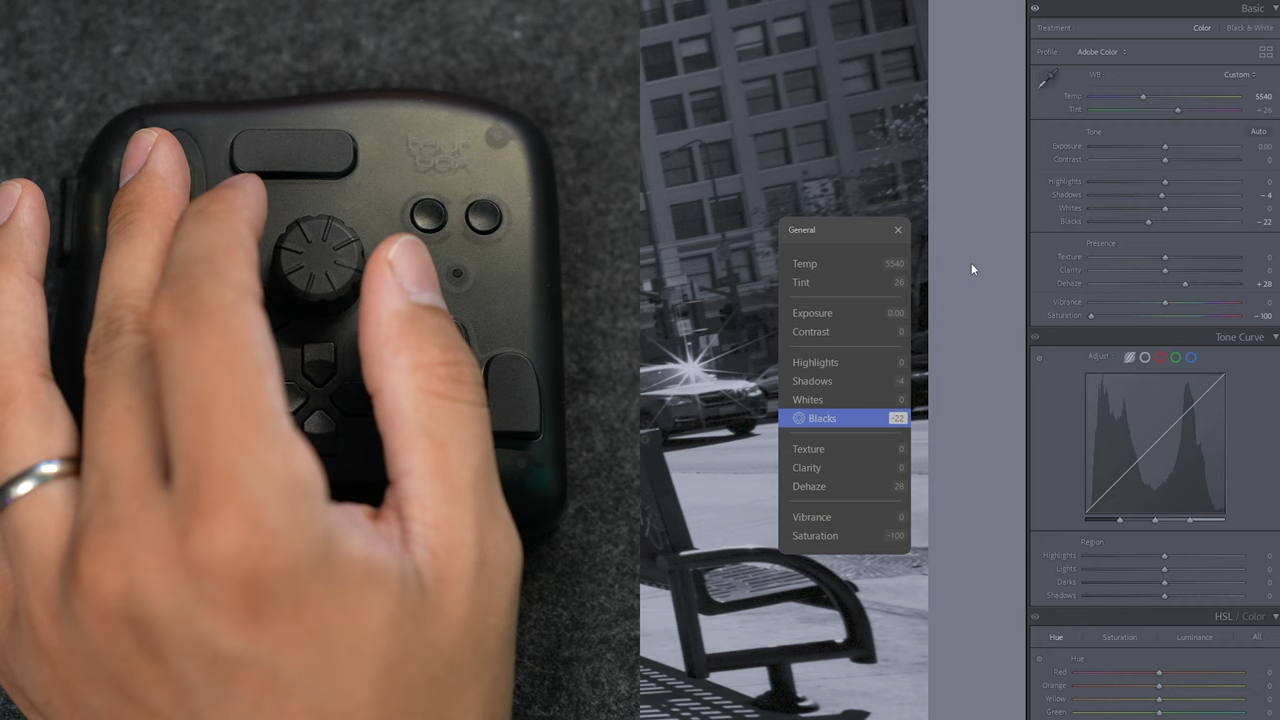 tour
box
General
Temp 5540
Tint 26
Exposure 0.00
Contrast 0
Highlights 0
Shadows -4
Whites 0
Blacks -22
Texture 0
Clarity 0
Dehaze 28
Vibrance 0
Saturation -100
Basic
Treatment : Color Black & White
Profile : Adobe Color
WB : Custom
Temp 5540
Tint + 26
Tone Auto
Exposure 0.00
Contrast 0
Highlights 0
Shadows − 4
Whites 0
Blacks − 22
Presence
Texture 0
Clarity 0
Dehaze + 28
Vibrance 0
Saturation − 100
Tone Curve
Adjust :
Region
Highlights 0
Lights 0
Darks 0
Shadows 0
HSL / Color
Hue Saturation Luminance All
Hue
Red 0
Orange 0
Yellow 0
Green 0